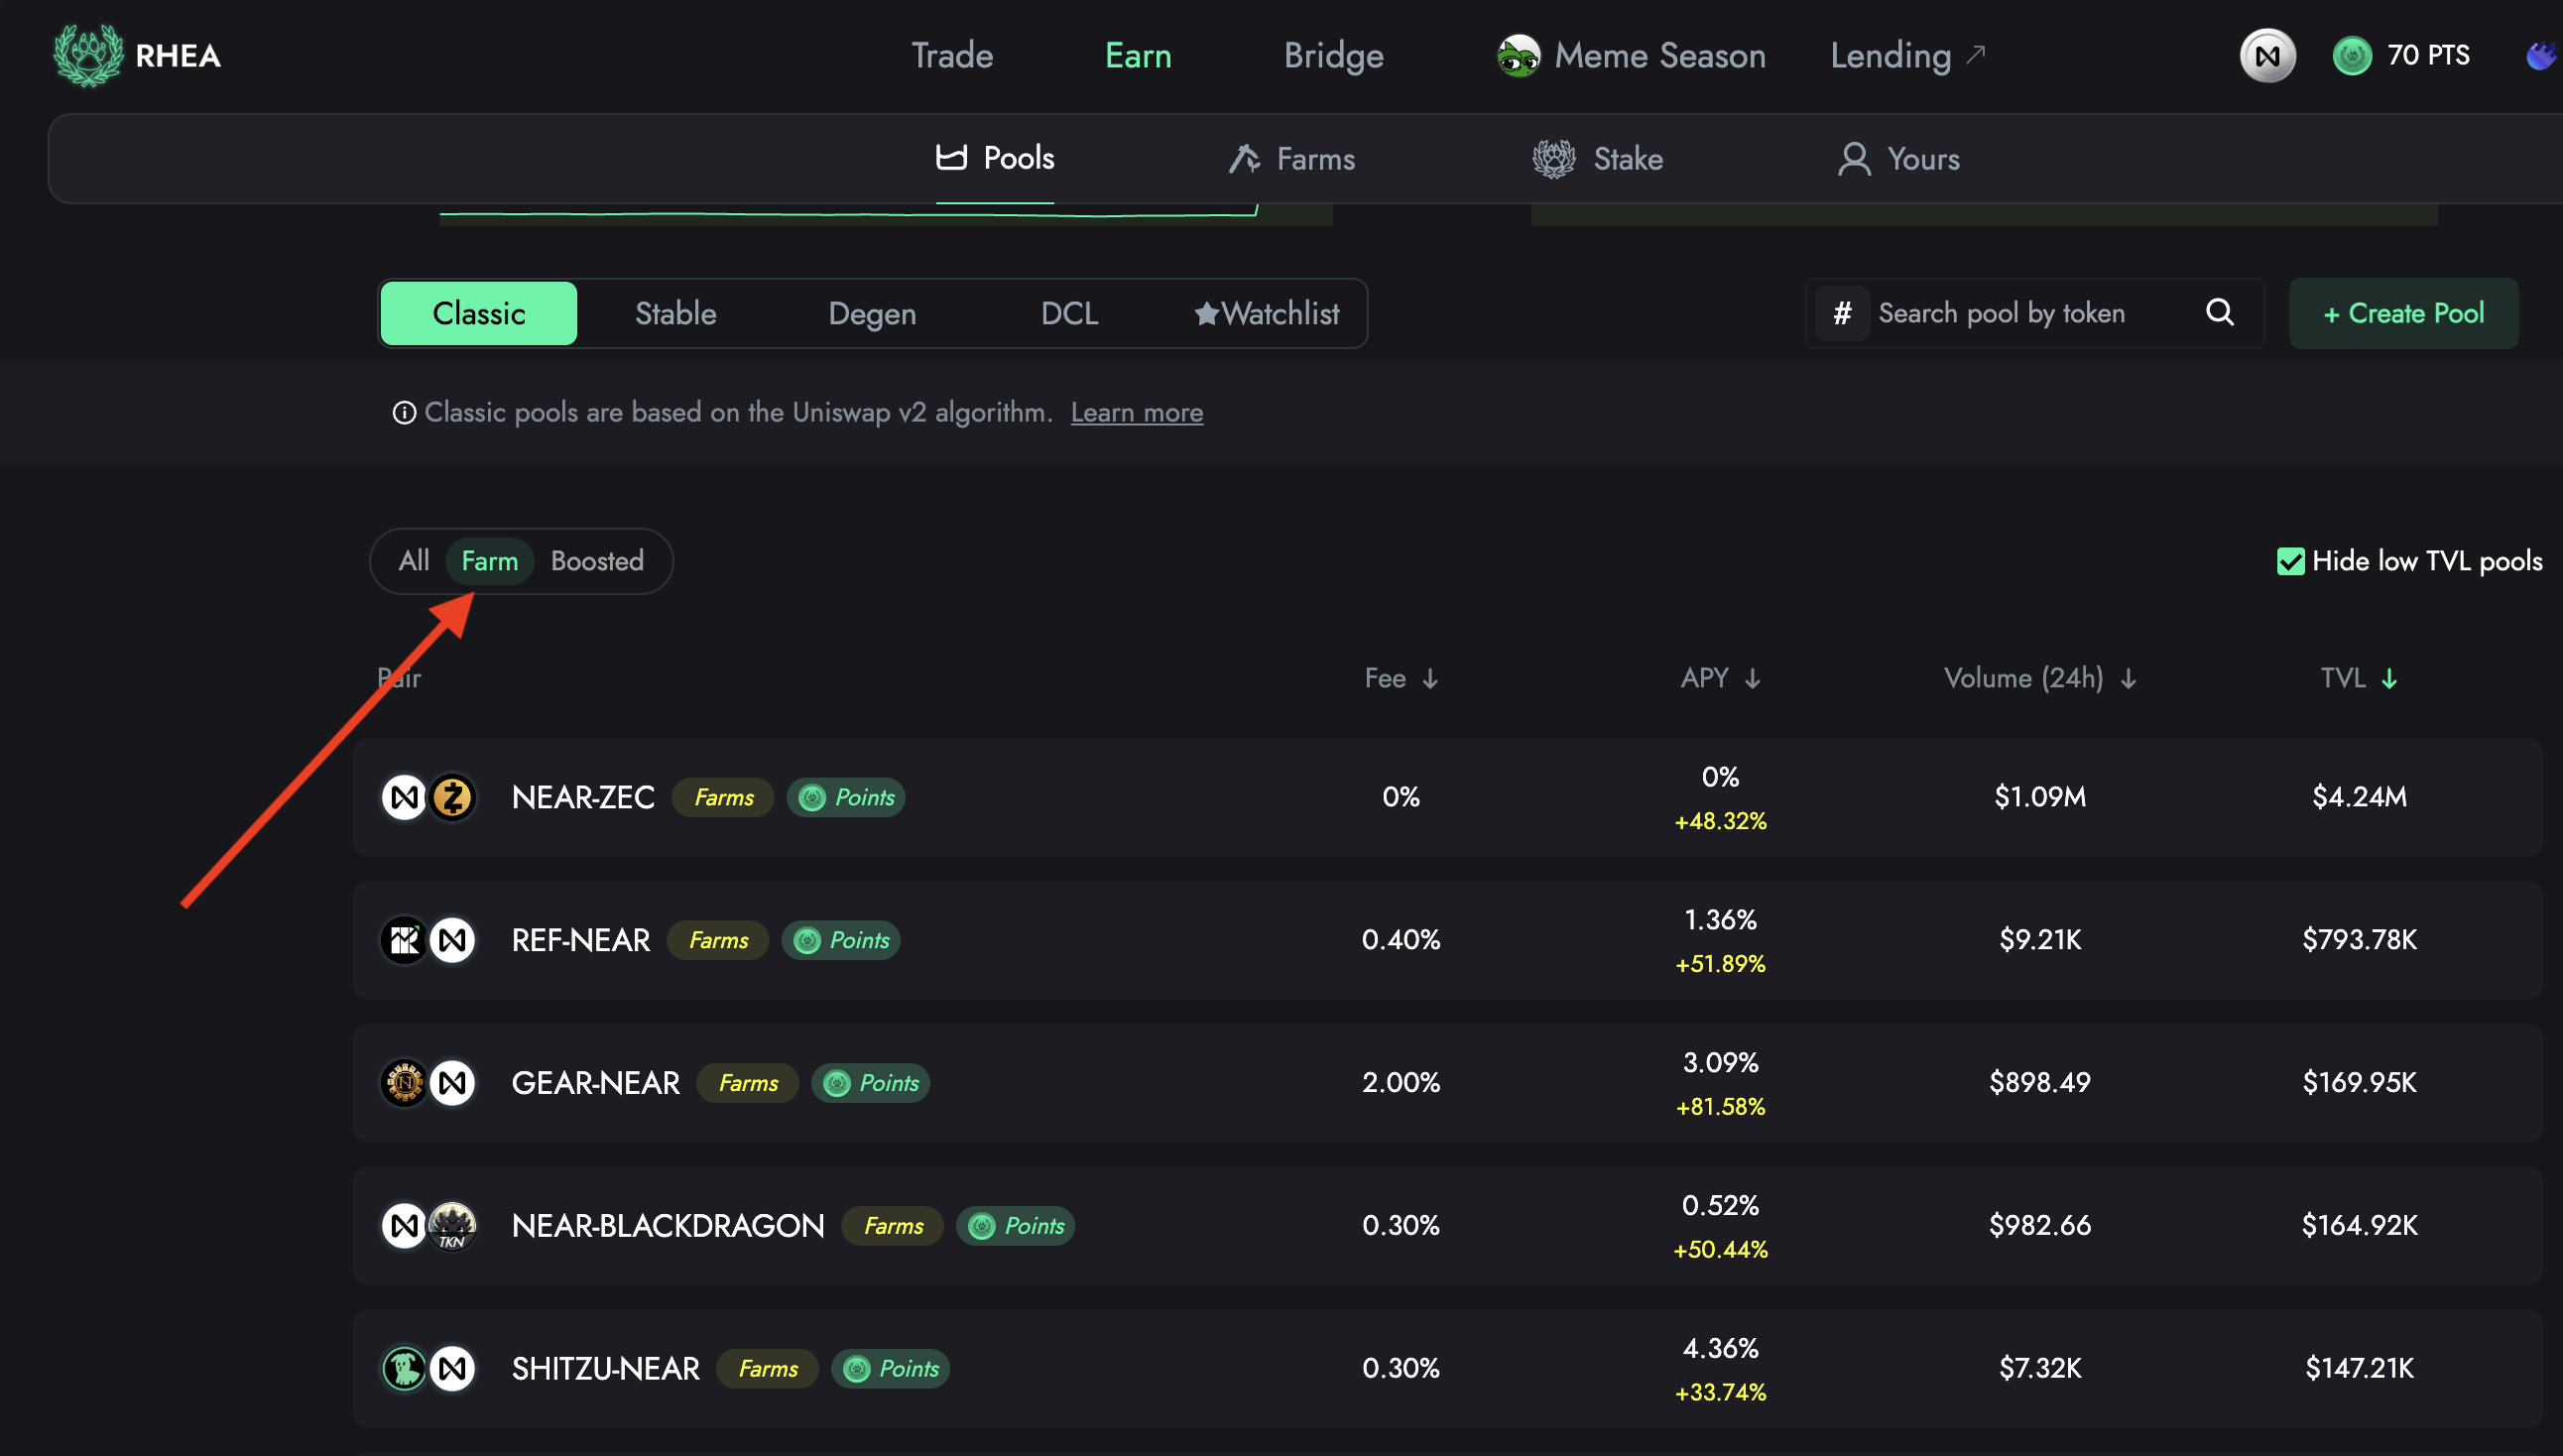 RHEA Trade Earn Bridge Meme Season Lending ↗ 70 PTS
Pools Farms Stake Yours
Classic Stable Degen DCL ★Watchlist # Search pool by token + Create Pool
Classic pools are based on the Uniswap v2 algorithm. Learn more
All Farm Boosted Hide low TVL pools
Pair Fee ↓ APY ↓ Volume (24h) ↓ TVL ↓
NEAR-ZEC Farms Points 0% 0% $1.09M $4.24M
+48.32%
REF-NEAR Farms Points 0.40% 1.36% $9.21K $793.78K
+51.89%
GEAR-NEAR Farms Points 2.00% 3.09% $898.49 $169.95K
+81.58%
TKN NEAR-BLACKDRAGON Farms Points 0.30% 0.52% $982.66 $164.92K
+50.44%
SHITZU-NEAR Farms Points 0.30% 4.36% $7.32K $147.21K
+33.74%